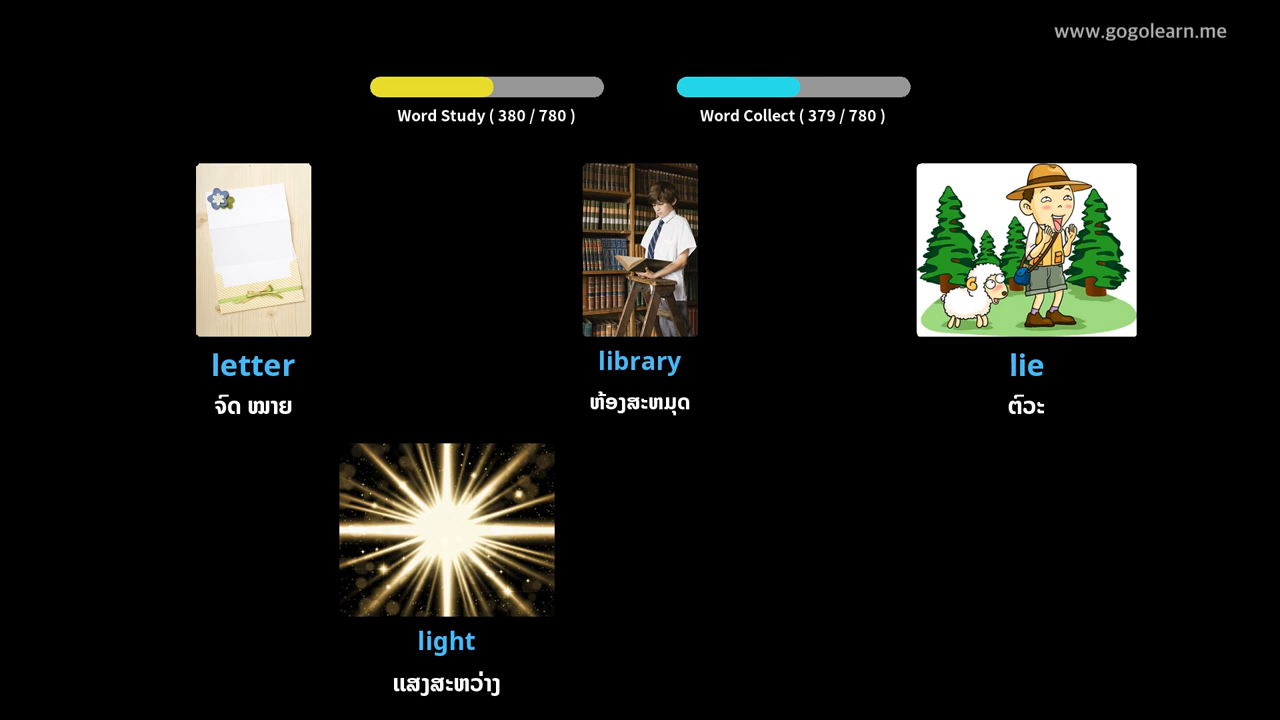 www.gogolearn.me
Word Study ( 380 / 780 )
Word Collect ( 379 / 780 )
letter
ຈົດ ໝາຍ
library
ຫ້ອງສະຫມຸດ
lie
ຕົວະ
light
ແສງສະຫວ່າງ